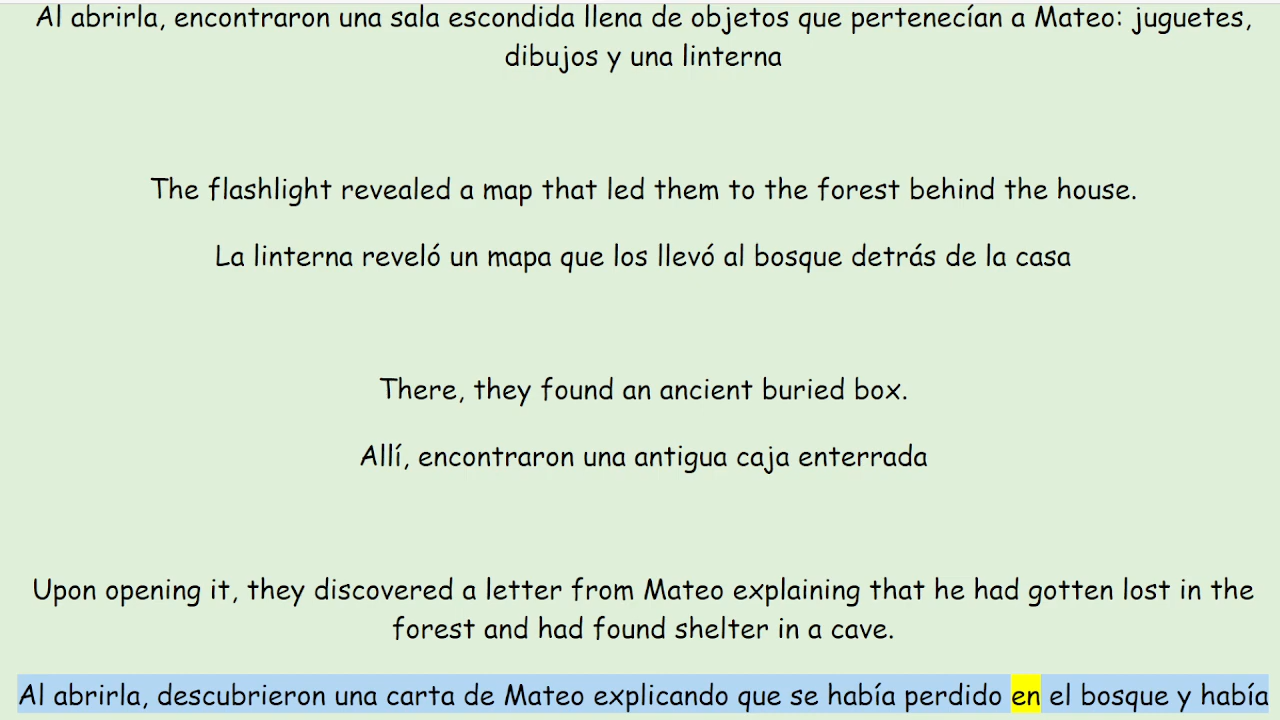 Al abrirla, encontraron una sala escondida llena de objetos que pertenecían a Mateo: juguetes,
dibujos y una linterna
The flashlight revealed a map that led them to the forest behind the house.
La linterna reveló un mapa que los llevó al bosque detrás de la casa
There, they found an ancient buried box.
Allí, encontraron una antigua caja enterrada
Upon opening it, they discovered a letter from Mateo explaining that he had gotten lost in the
forest and had found shelter in a cave.
Al abrirla, descubrieron una carta de Mateo explicando que se había perdido en el bosque y había